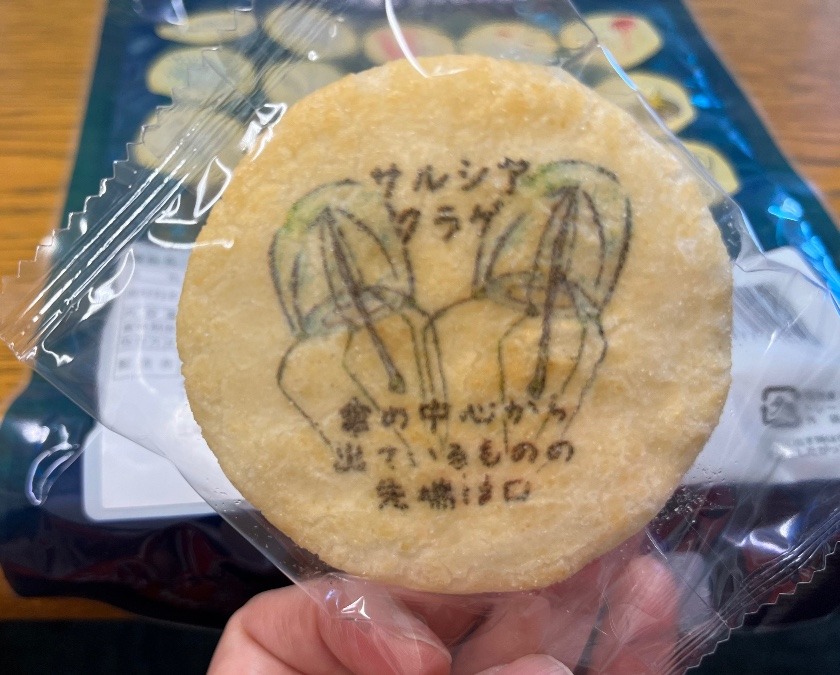 サルシア
クラゲ
傘の中心から
出ているものの
先端は口